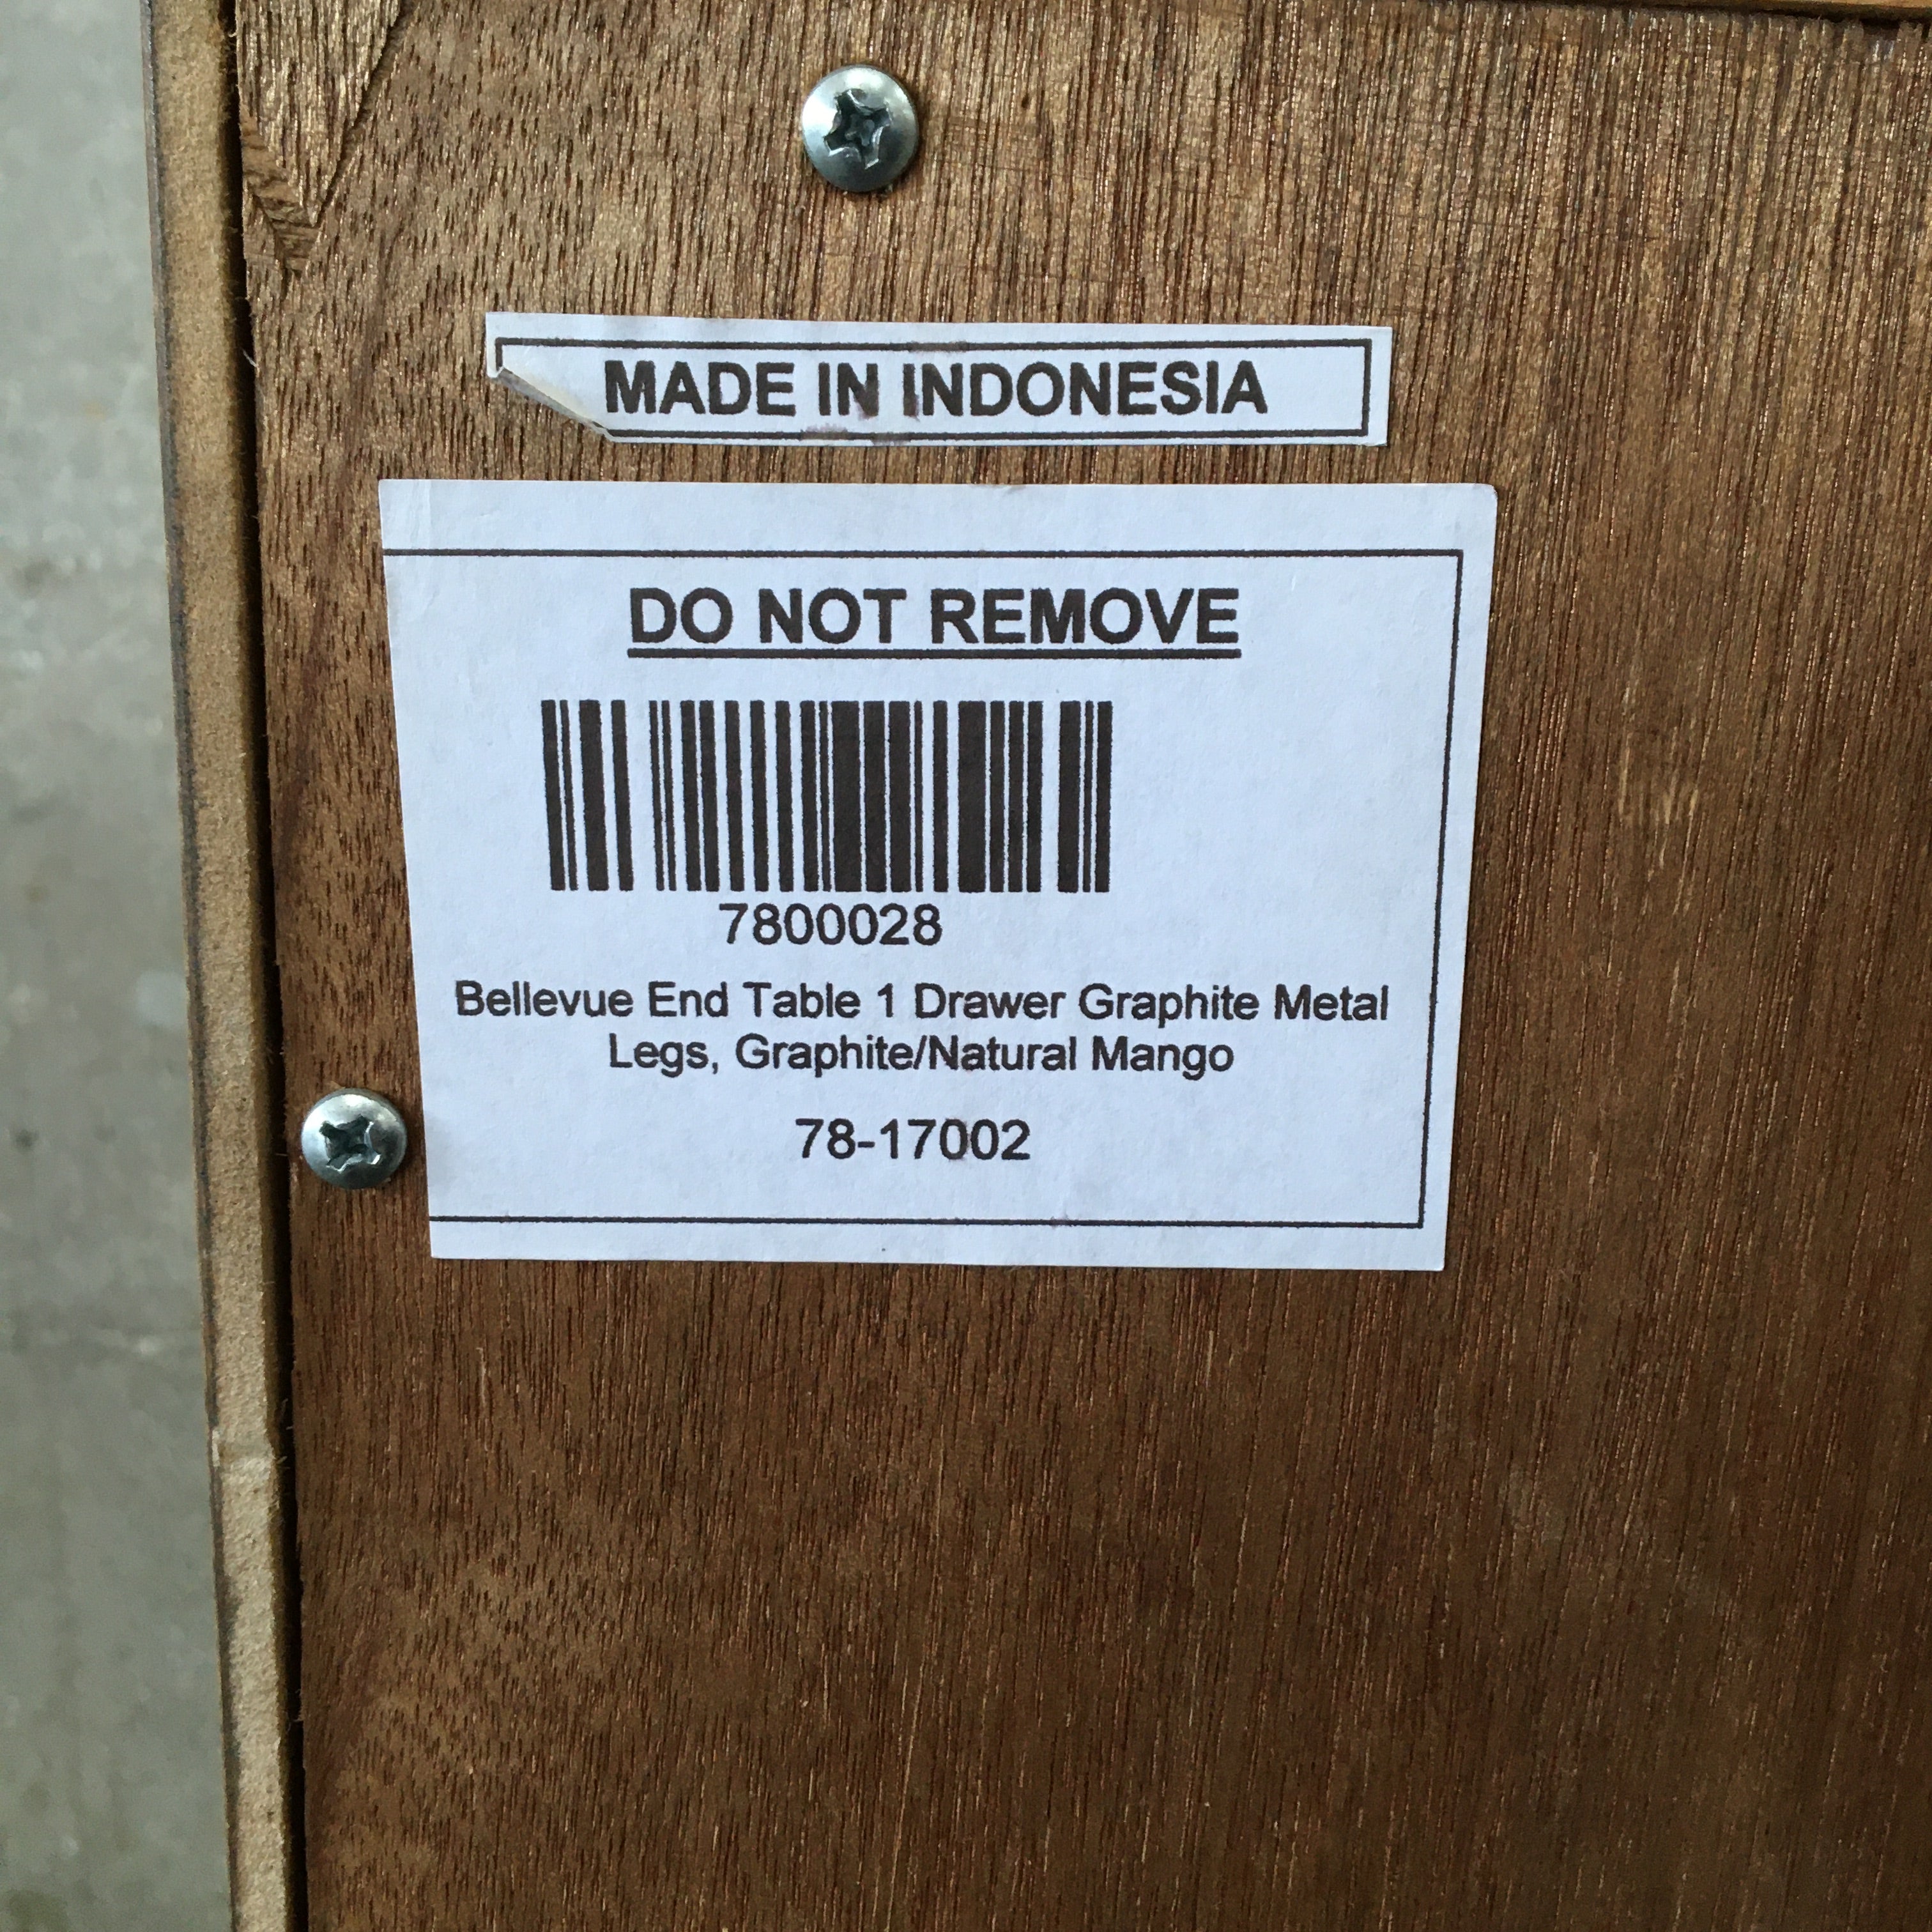 MADE IN INDONESIA
DO NOT REMOVE
7800028
Bellevue End Table 1 Drawer Graphite Metal
Legs, Graphite/Natural Mango
78-17002